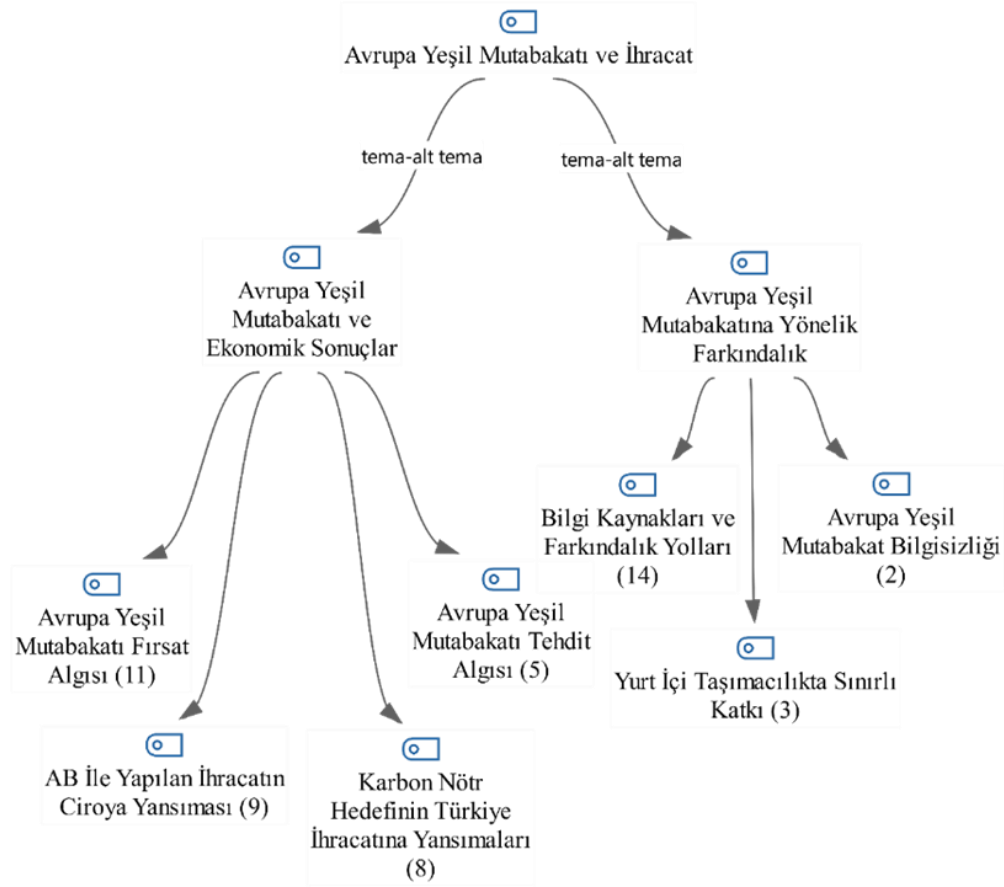 Avrupa Yeşil Mutabakatı ve İhracat
tema-alt tema
tema-alt tema
Avrupa Yeşil
Mutabakatı ve
Ekonomik Sonuçlar
Avrupa Yeşil
Mutabakatına Yönelik
Farkındalık
Bilgi Kaynakları ve
Farkındalık Yolları
(14)
Avrupa Yeşil
Mutabakat Bilgisizliği
(2)
Avrupa Yeşil
Mutabakatı Fırsat
Algısı (11)
Avrupa Yeşil
Mutabakatı Tehdit
Algısı (5)
Yurt İçi Taşımacılıkta Sınırlı
Katkı (3)
AB İle Yapılan İhracatın
Ciroya Yansıması (9)
Karbon Nötr
Hedefinin Türkiye
İhracatına Yansımaları
(8)